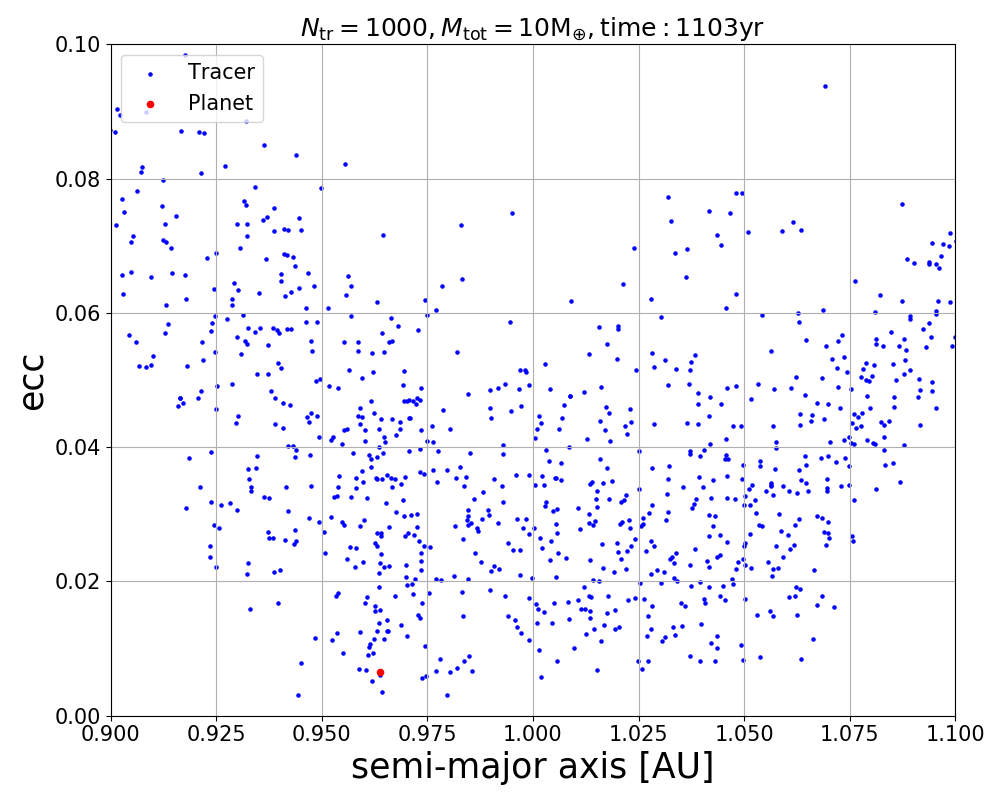 N_tr = 1000, M_tot = 10M_⊕, time : 1103yr
0.10
Tracer
Planet
0.08
0.06
ecc
0.04
0.02
0.00
0.900 0.925 0.950 0.975 1.000 1.025 1.050 1.075 1.100
semi-major axis [AU]